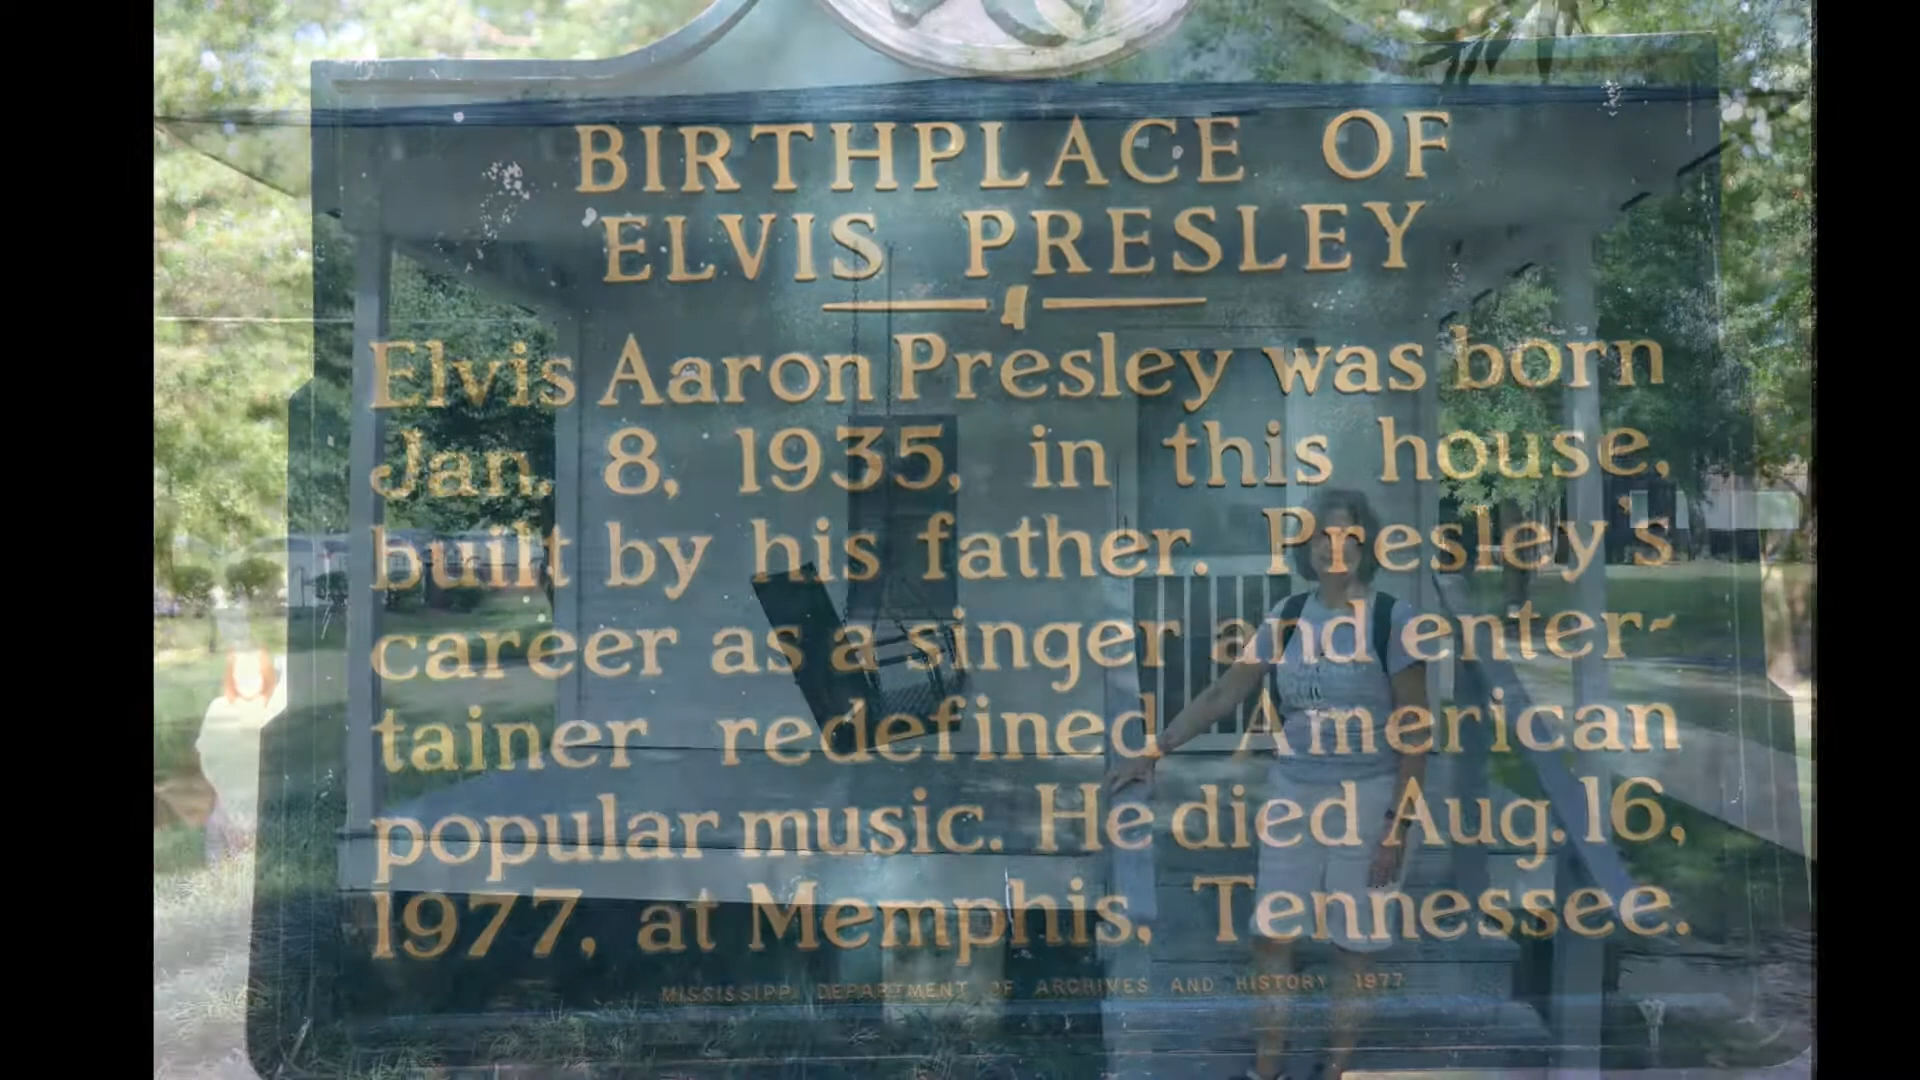 BIRTHPLACE OF
ELVIS PRESLEY
Elvis Aaron Presley was born
Jan. 8, 1935, in this house,
built by his father. Presley's
career as a singer and enter-
tainer redefined American
popular music. He died Aug. 16,
1977, at Memphis, Tennessee.
MISSISSIPPI DEPARTMENT OF ARCHIVES AND HISTORY 1977